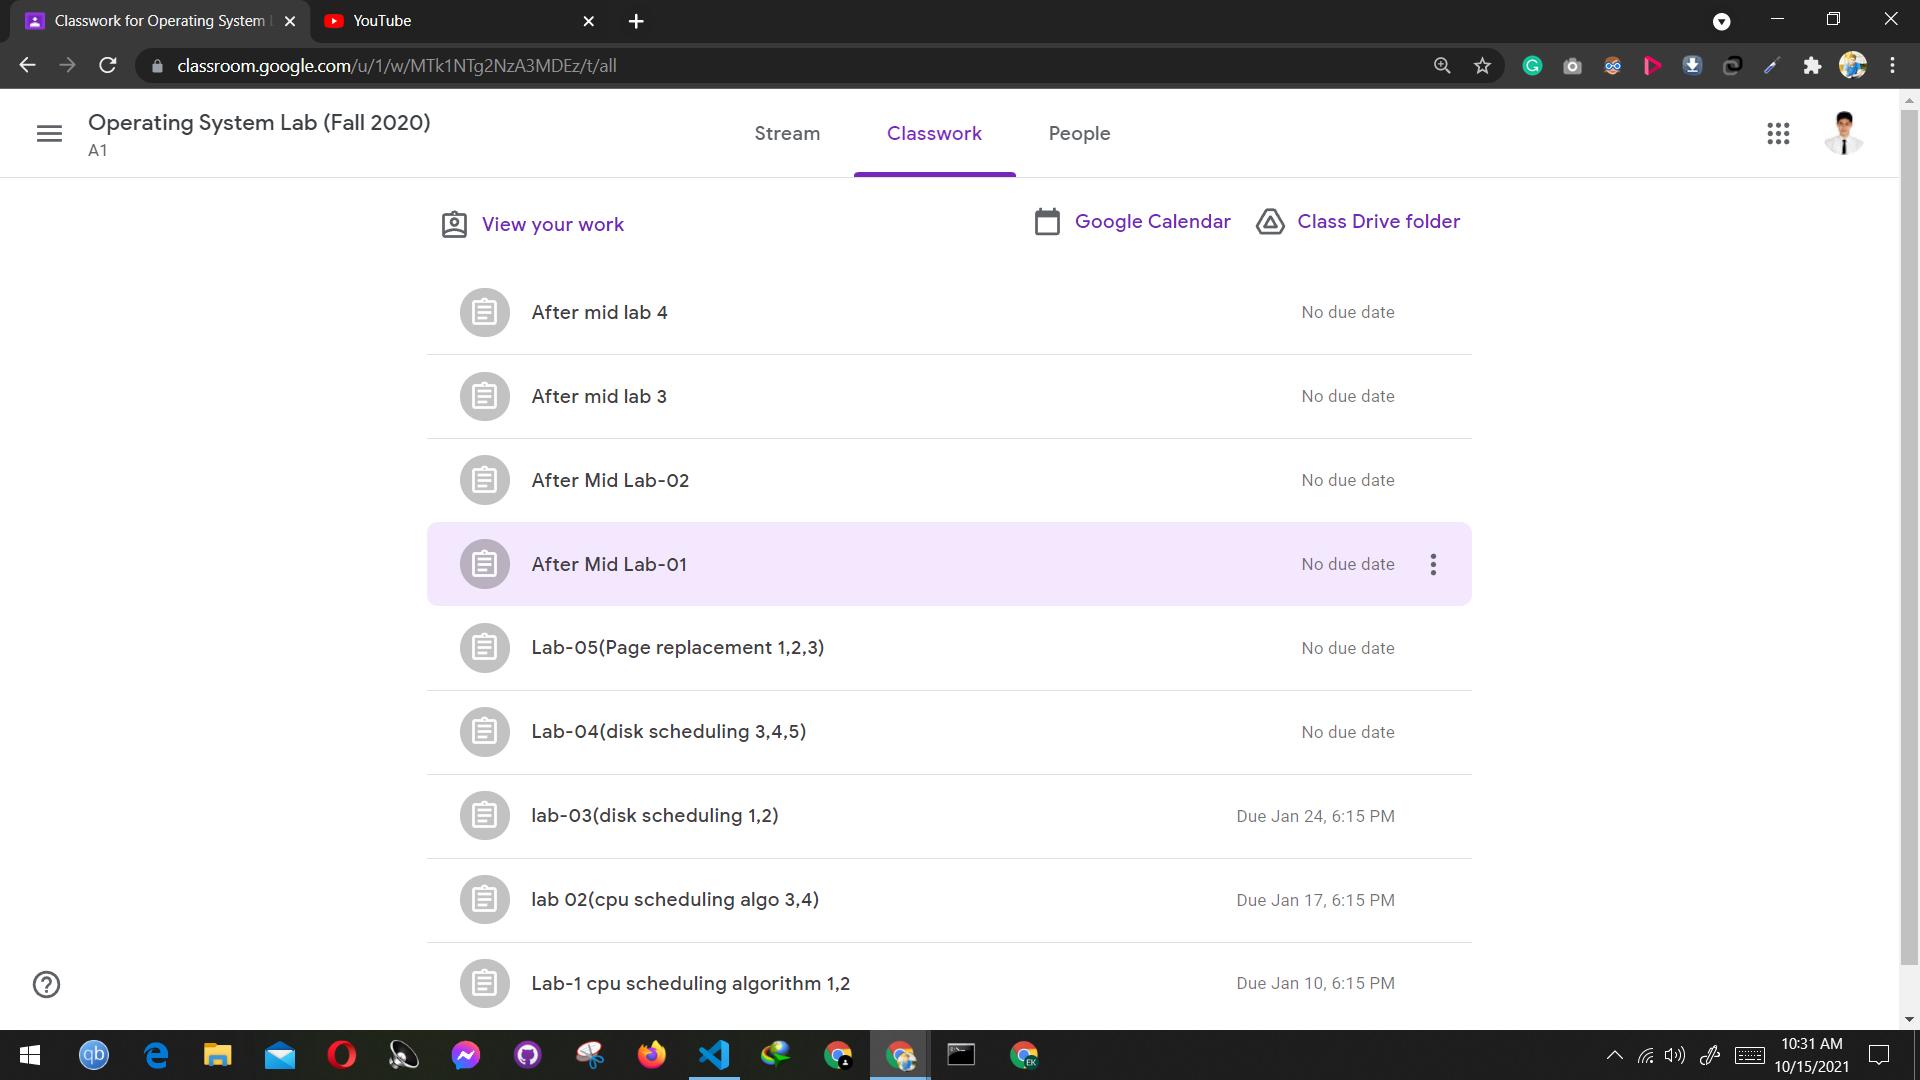 Classwork for Operating System L
YouTube
classroom.google.com/u/1/w/MTk1NTg2NzA3MDEz/t/all
Operating System Lab (Fall 2020)
A1
Stream
Classwork
People
View your work
Google Calendar
Class Drive folder
After mid lab 4
No due date
After mid lab 3
No due date
After Mid Lab-02
No due date
After Mid Lab-01
No due date
Lab-05(Page replacement 1,2,3)
No due date
Lab-04(disk scheduling 3,4,5)
No due date
lab-03(disk scheduling 1,2)
Due Jan 24, 6:15 PM
lab 02(cpu scheduling algo 3,4)
Due Jan 17, 6:15 PM
Lab-1 cpu scheduling algorithm 1,2
Due Jan 10, 6:15 PM
qb
EK
10:31 AM
10/15/2021